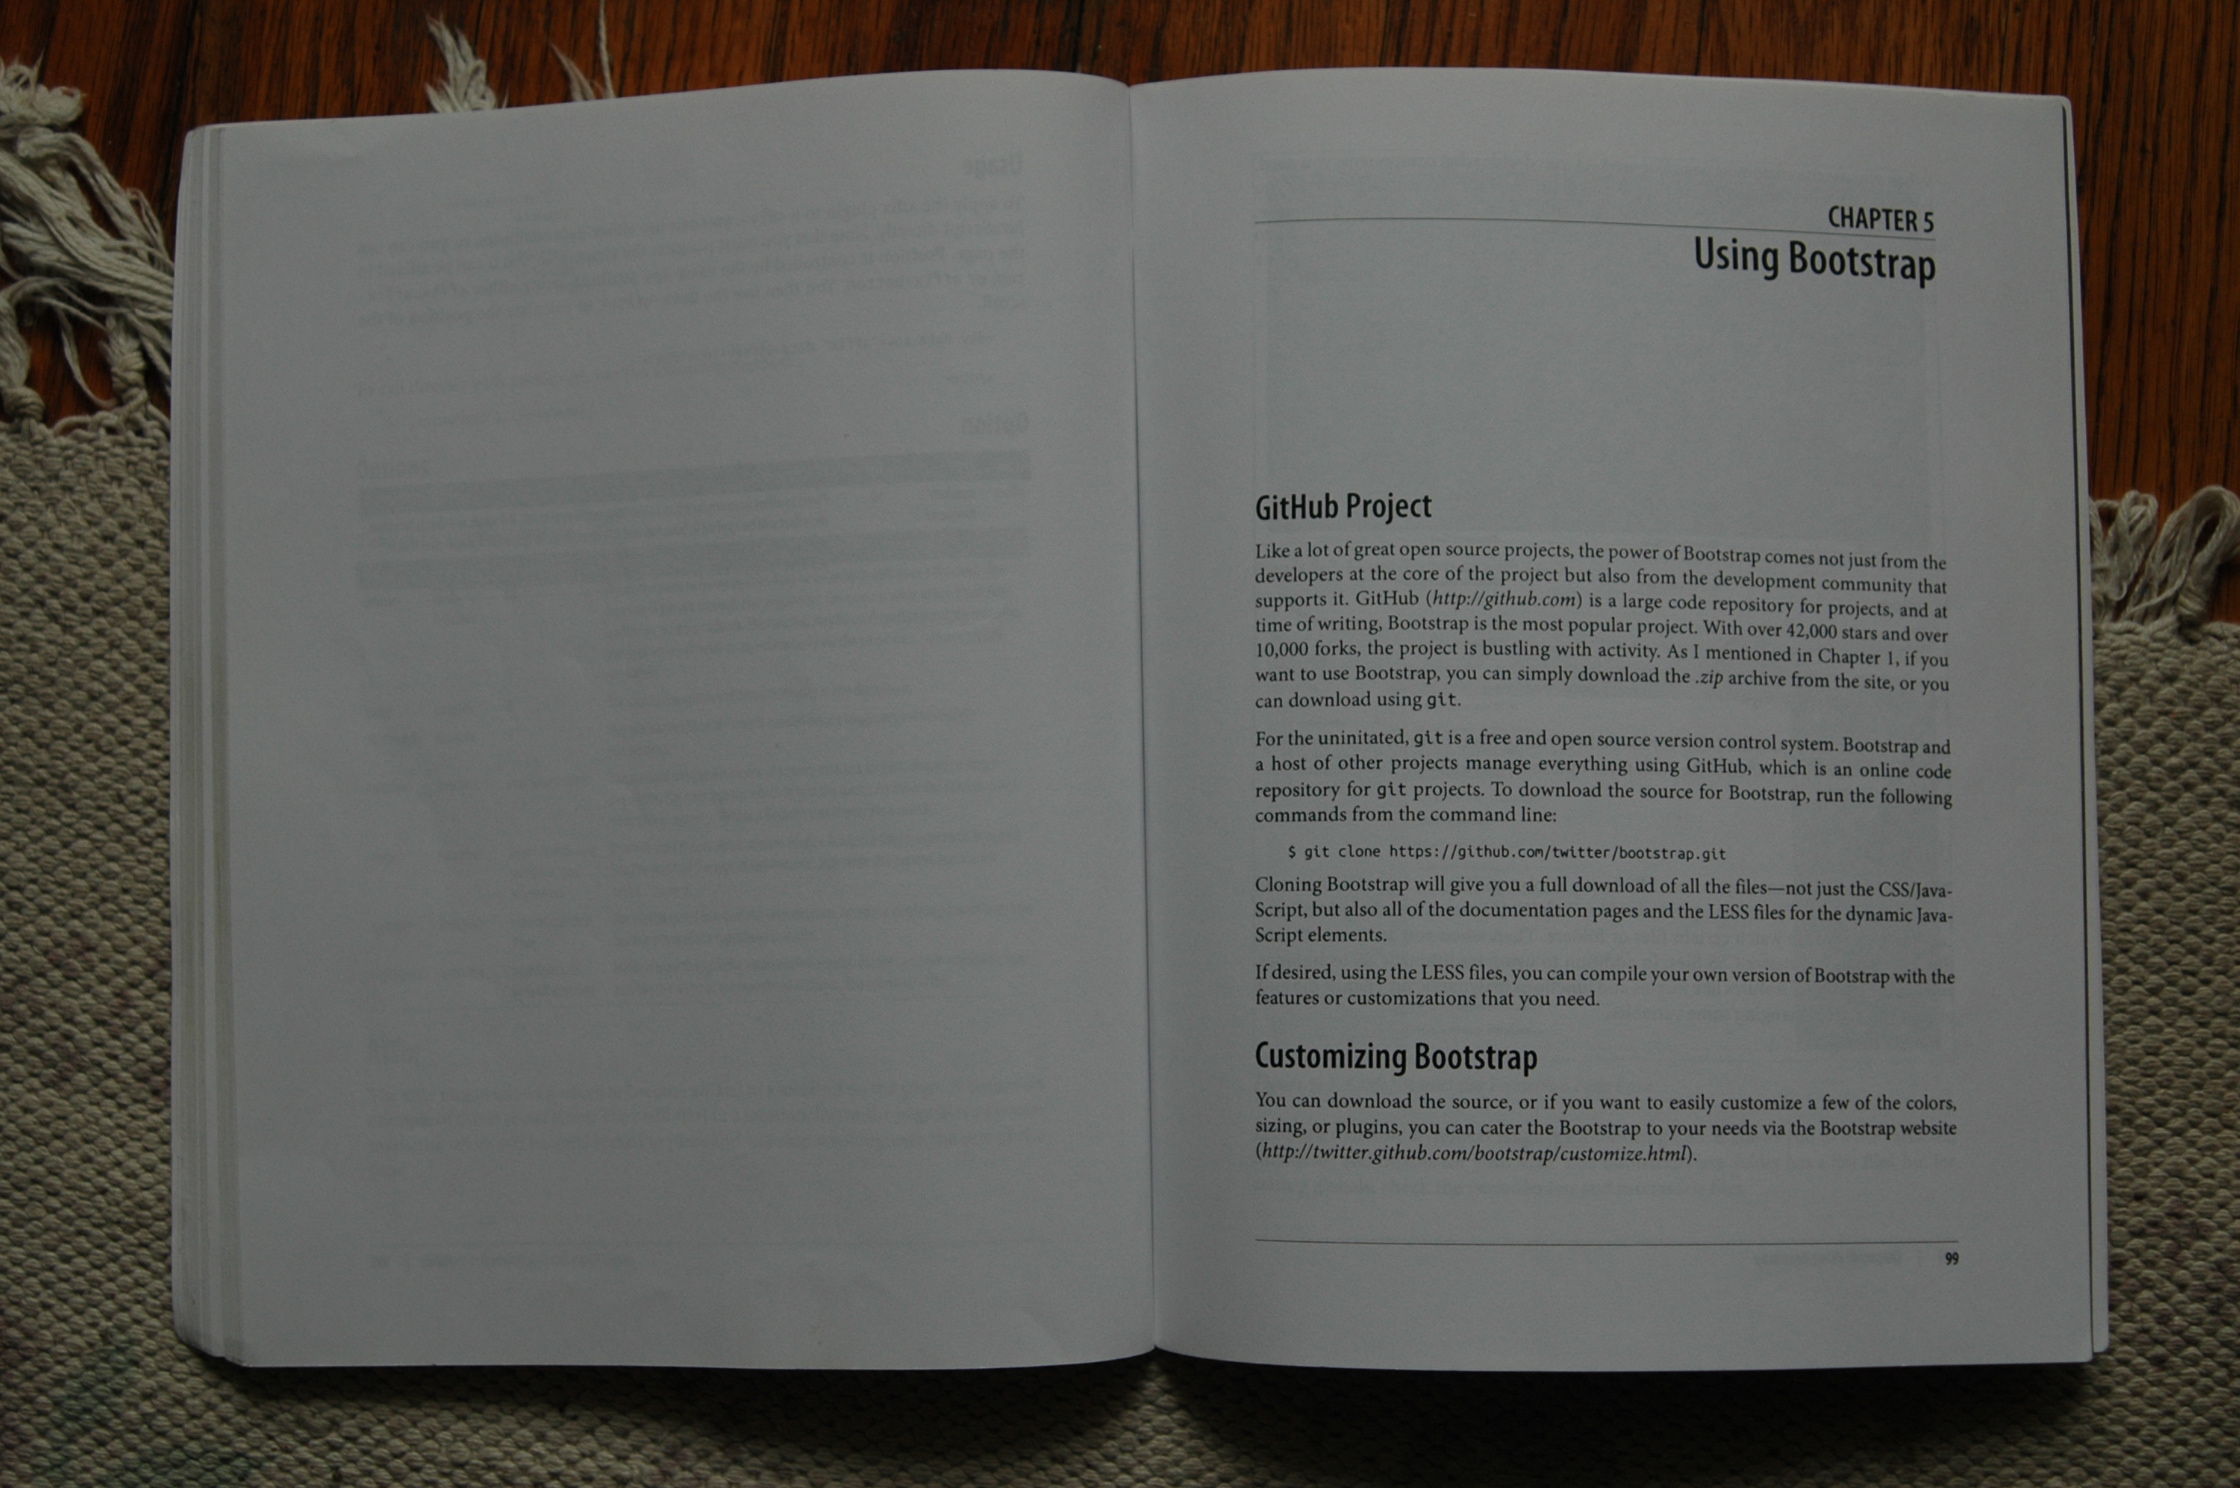 CHAPTER 5
Using Bootstrap
GitHub Project
Like a lot of great open source projects, the power of Bootstrap comes not just from the
developers at the core of the project but also from the development community that
supports it. GitHub (http://github.com) is a large code repository for projects, and at
time of writing, Bootstrap is the most popular project. With over 42,000 stars and over
10,000 forks, the project is bustling with activity. As I mentioned in Chapter 1, if you
want to use Bootstrap, you can simply download the .zip archive from the site, or you
can download using git.
For the uninitated, git is a free and open source version control system. Bootstrap and
a host of other projects manage everything using GitHub, which is an online code
repository for git projects. To download the source for Bootstrap, run the following
commands from the command line:
$ git clone https://github.com/twitter/bootstrap.git
Cloning Bootstrap will give you a full download of all the files—not just the CSS/Java-
Script, but also all of the documentation pages and the LESS files for the dynamic Java-
Script elements.
If desired, using the LESS files, you can compile your own version of Bootstrap with the
features or customizations that you need.
Customizing Bootstrap
You can download the source, or if you want to easily customize a few of the colors,
sizing, or plugins, you can cater the Bootstrap to your needs via the Bootstrap website
(http://twitter.github.com/bootstrap/customize.html).
99